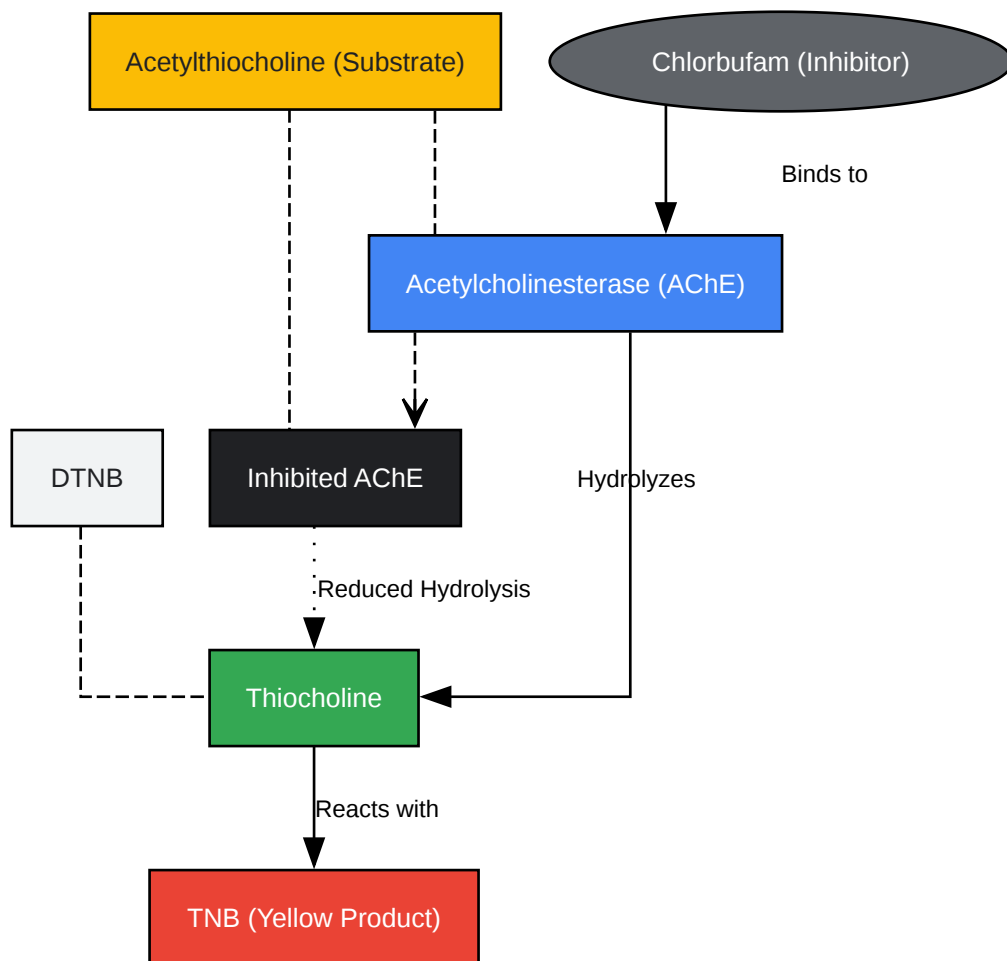 Acetylthiocholine (Substrate)
Chlorbufam (Inhibitor)
Binds to
Acetylcholinesterase (AChE)
DTNB
Inhibited AChE
Hydrolyzes
Reduced Hydrolysis
Thiocholine
Reacts with
TNB (Yellow Product)